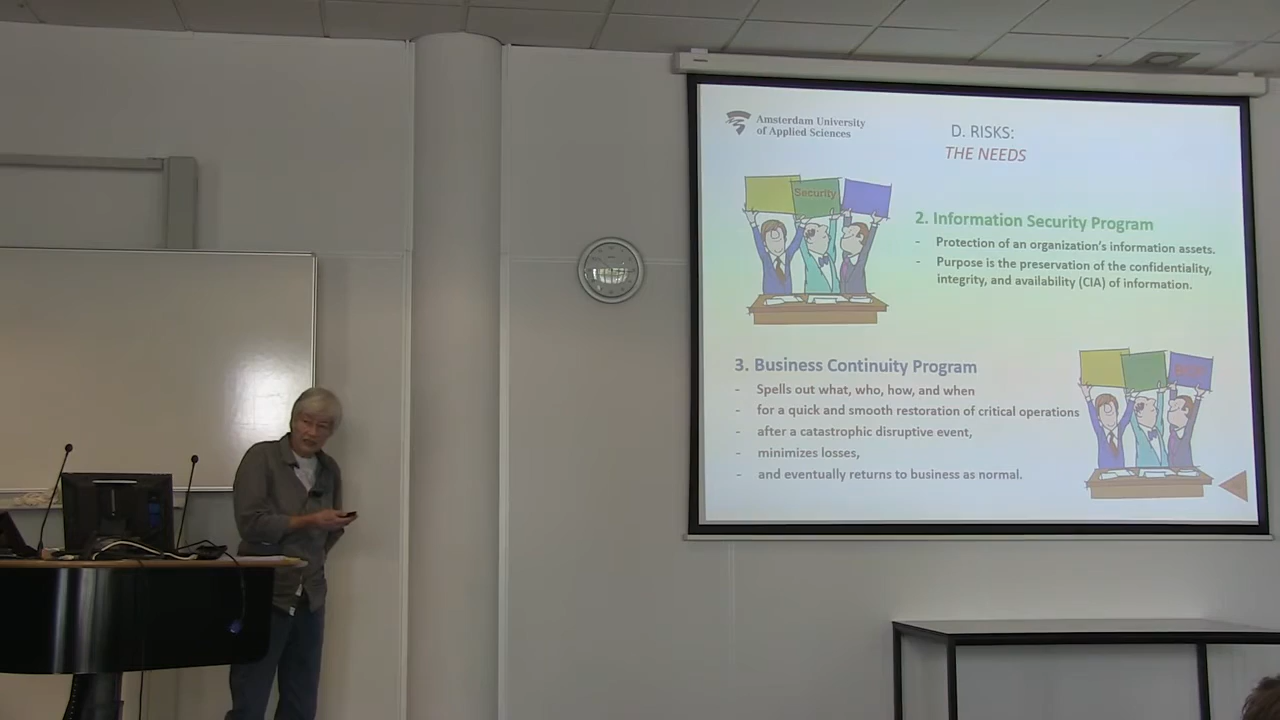 Amsterdam University
of Applied Sciences
D. RISKS:
THE NEEDS
Security
2. Information Security Program
- Protection of an organization's information assets.
- Purpose is the preservation of the confidentiality,
integrity, and availability (CIA) of information.
3. Business Continuity Program
- Spells out what, who, how, and when
- for a quick and smooth restoration of critical operations
- after a catastrophic disruptive event,
- minimizes losses,
- and eventually returns to business as normal.